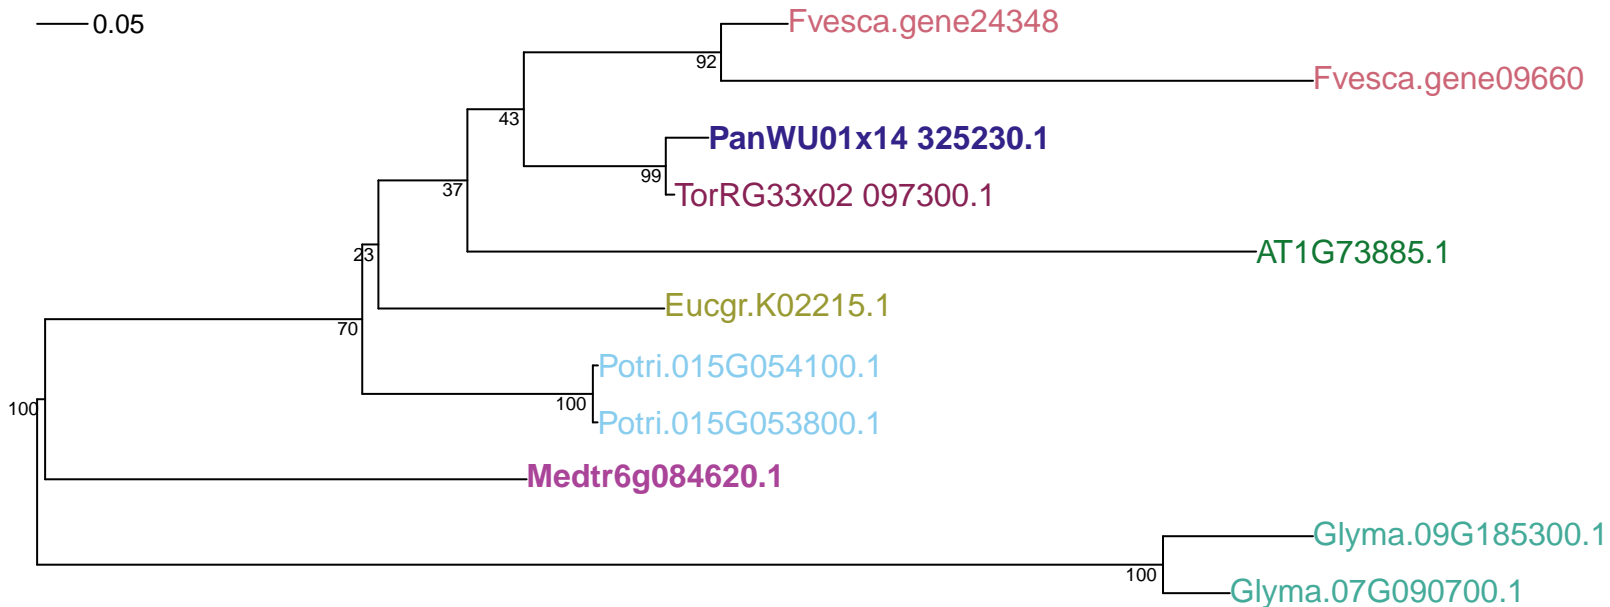 0.05
Fvesca.gene24348
92
Fvesca.gene09660
43
PanWU01x14 325230.1
99
TorRG33x02 097300.1
37
AT1G73885.1
23
Eucgr.K02215.1
70
Potri.015G054100.1
100
Potri.015G053800.1
100
Medtr6g084620.1
Glyma.09G185300.1
100
Glyma.07G090700.1